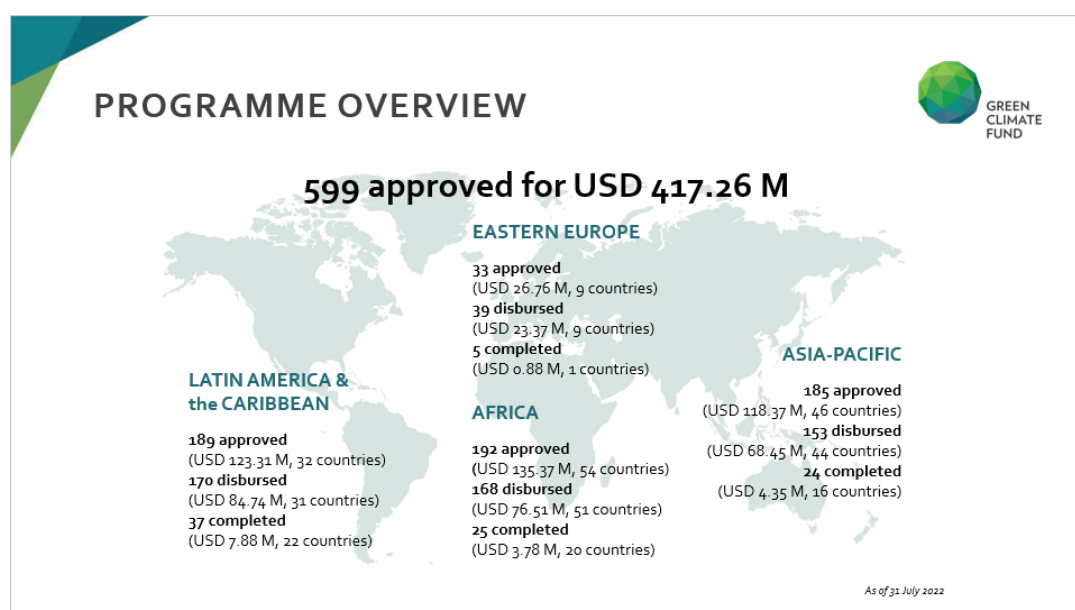 PROGRAMME OVERVIEW
GREEN
CLIMATE
FUND
599 approved for USD 417.26 M
EASTERN EUROPE
33 approved
(USD 26.76 M, 9 countries)
39 disbursed
(USD 23.37 M, 9 countries)
5 completed
(USD 0.88 M, 1 countries)
LATIN AMERICA &
the CARIBBEAN
189 approved
(USD 123.31 M, 32 countries)
170 disbursed
(USD 84.74 M, 31 countries)
37 completed
(USD 7.88 M, 22 countries)
AFRICA
192 approved
(USD 135.37 M, 54 countries)
168 disbursed
(USD 76.51 M, 51 countries)
25 completed
(USD 3.78 M, 20 countries)
ASIA-PACIFIC
185 approved
(USD 118.37 M, 46 countries)
153 disbursed
(USD 68.45 M, 44 countries)
24 completed
(USD 4.35 M, 16 countries)
As of 31 July 2022